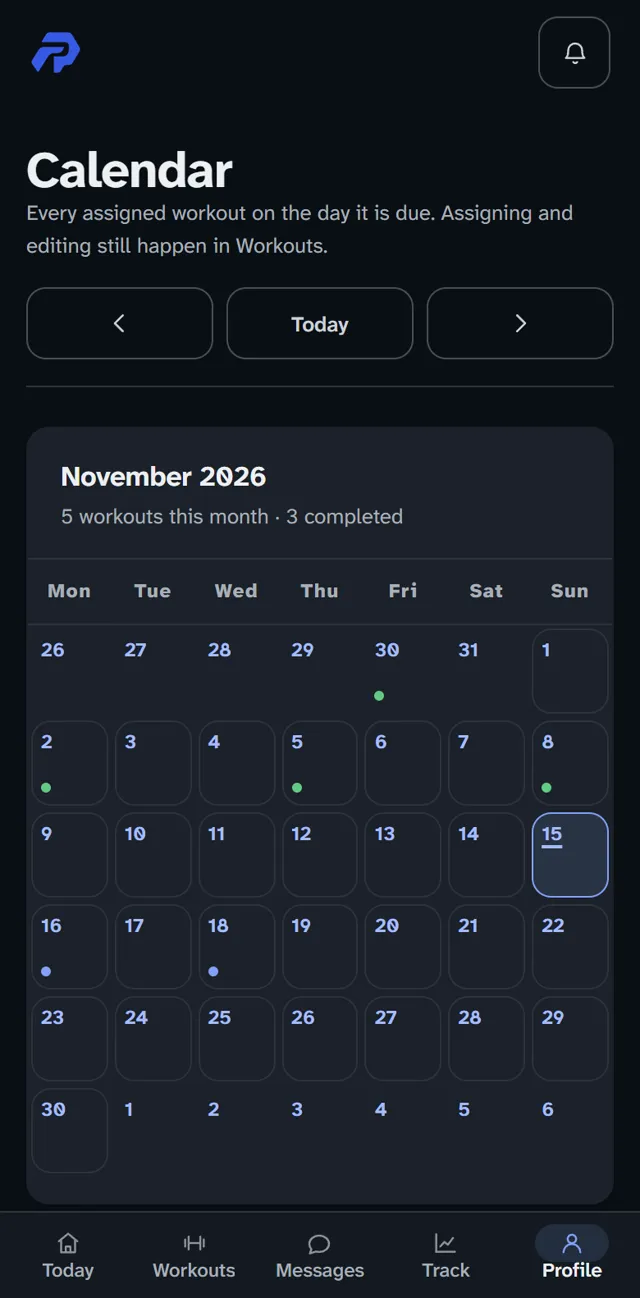 Calendar
Every assigned workout on the day it is due. Assigning and
editing still happen in Workouts.
Today
November 2026
5 workouts this month · 3 completed
Mon Tue Wed Thu Fri Sat Sun
26 27 28 29 30 31 1
2 3 4 5 6 7 8
9 10 11 12 13 14 15
16 17 18 19 20 21 22
23 24 25 26 27 28 29
30 1 2 3 4 5 6
Today Workouts Messages Track Profile